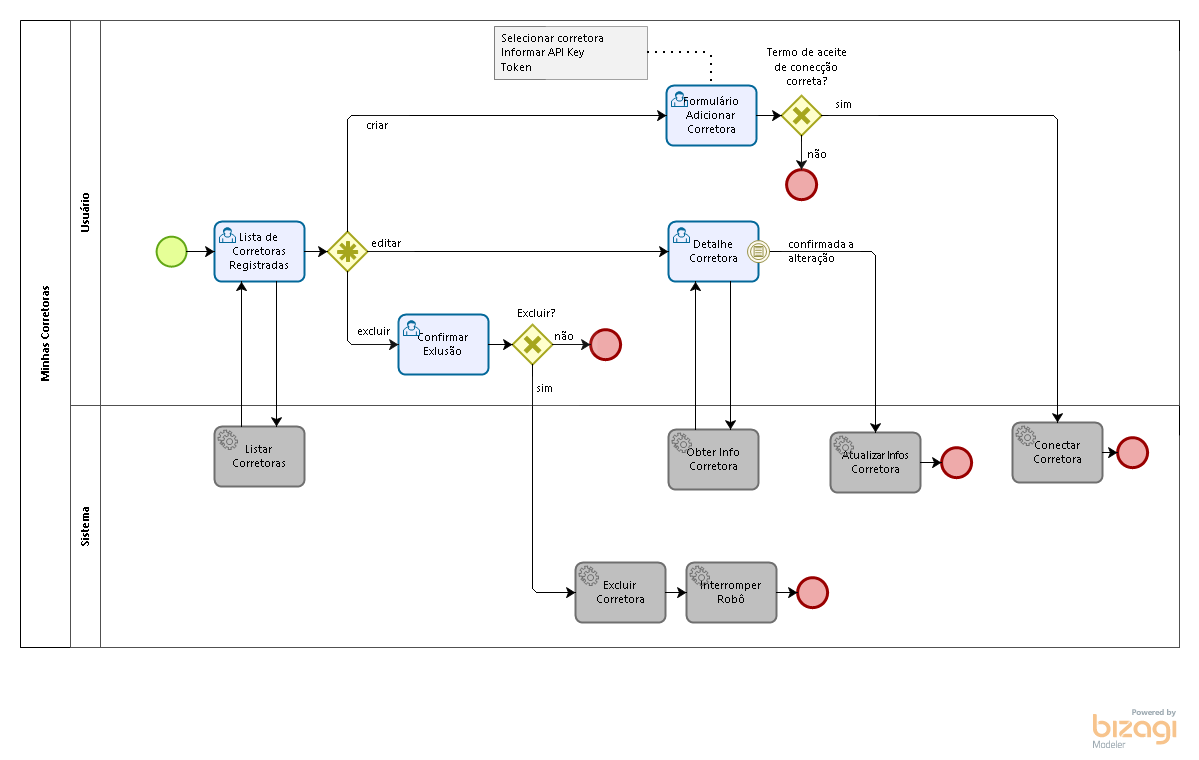 Minhas Corretoras
Usuário
Sistema
Selecionar corretora
Informar API Key
Token
Termo de aceite
de conecção
correta?
Formulário
Adicionar
Corretora
sim
não
criar
Lista de
Corretoras
Registradas
editar
Detalhe
Corretora
confirmada a
alteração
excluir
Confirmar
Exlusão
Excluir?
não
sim
Listar
Corretoras
Obter Info
Corretora
Atualizar Infos
Corretora
Conectar
Corretora
Excluir
Corretora
Interromper
Robô
Powered by
bizagi
Modeler